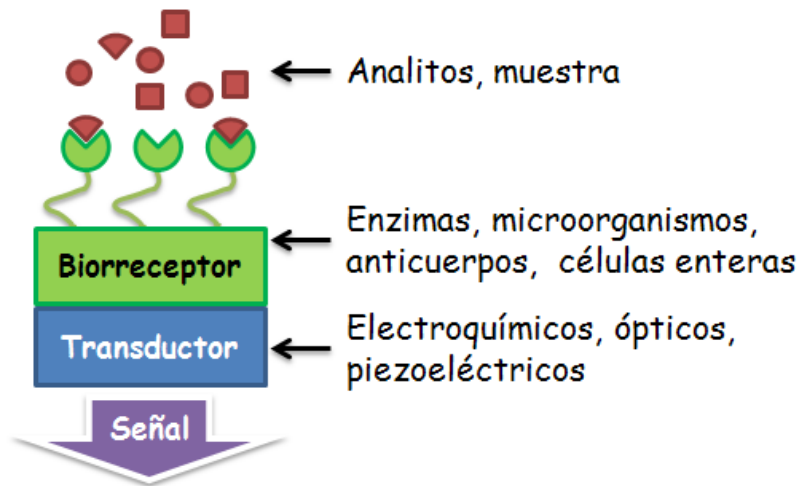 Analitos, muestra
Enzimas, microorganismos,
anticuerpos, células enteras
Biorreceptor
Electroquímicos, ópticos,
piezoeléctricos
Transductor
Señal